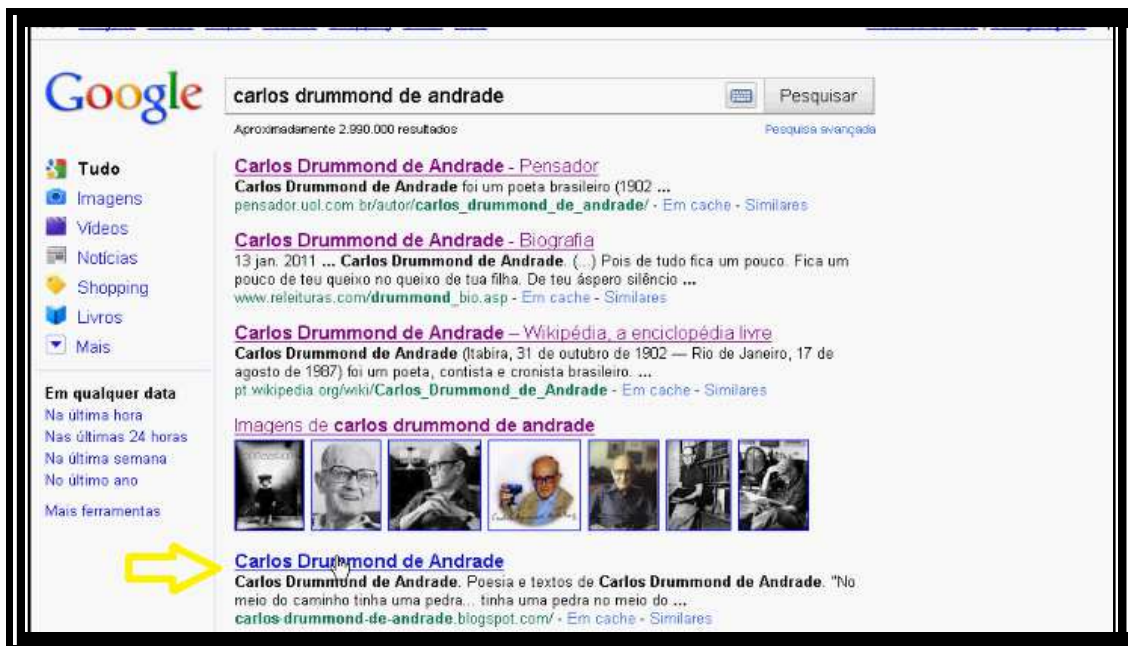 Google
carlos drummond de andrade
Pesquisar
Aproximadamente 2.990.000 resultados
Pesquisa avançada
Tudo
Imagens
Vídeos
Notícias
Shopping
Livros
Mais
Em qualquer data
Na última hora
Nas últimas 24 horas
Na última semana
No último ano
Mais ferramentas
Carlos Drummond de Andrade - Pensador
Carlos Drummond de Andrade foi um poeta brasileiro (1902 ...
pensador.uol.com.br/autor/carlos_drummond_de_andrade/ - Em cache - Similares
Carlos Drummond de Andrade - Biografia
13 jan. 2011 ... Carlos Drummond de Andrade. (...) Pois de tudo fica um pouco. Fica um
pouco de teu queixo no queixo de tua filha. De teu áspero silêncio ...
www.releituras.com/drummond_bio.asp - Em cache - Similares
Carlos Drummond de Andrade – Wikipédia, a enciclopédia livre
Carlos Drummond de Andrade (Itabira, 31 de outubro de 1902 — Rio de Janeiro, 17 de
agosto de 1987) foi um poeta, contista e cronista brasileiro. ...
pt.wikipedia.org/wiki/Carlos_Drummond_de_Andrade - Em cache - Similares
Imagens de carlos drummond de andrade
Carlos Drummond de Andrade
Carlos Drummond de Andrade. Poesia e textos de Carlos Drummond de Andrade. "No
meio do caminho tinha uma pedra... tinha uma pedra no meio do ...
carlos-drummond-de-andrade.blogspot.com/ - Em cache - Similares